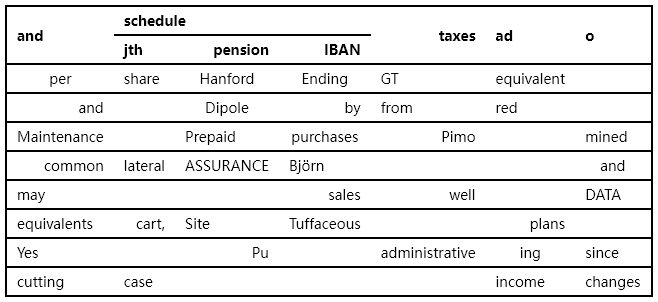 and schedule taxes ad o
jth pension IBAN
per share Hanford Ending GT equivalent
and Dipole by from red
Maintenance Prepaid purchases Pimo mined
common lateral ASSURANCE Björn and
may sales well DATA
equivalents cart, Site Tuffaceous plans
Yes Pu administrative ing since
cutting case income changes